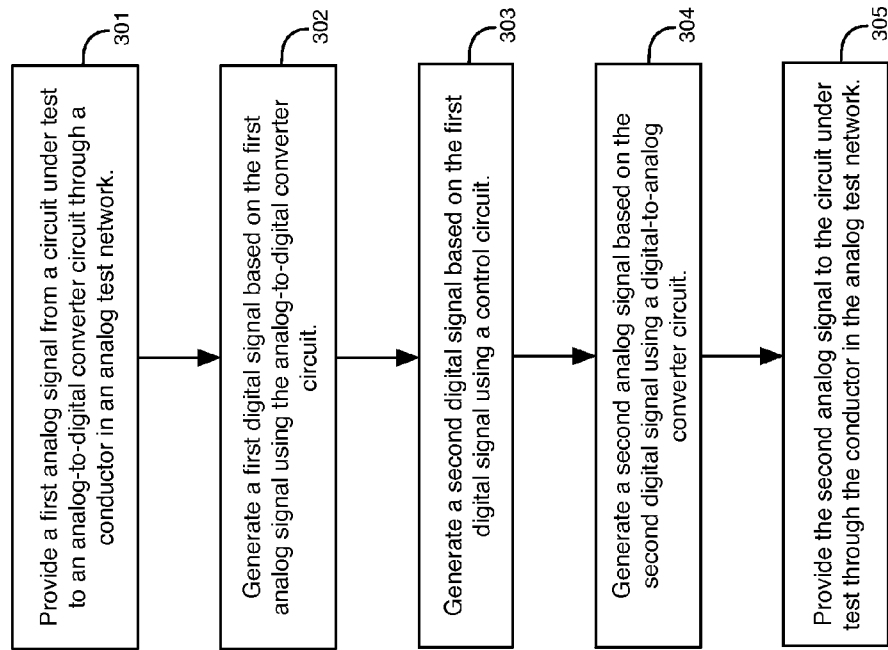 Provide a first analog signal from a circuit under test
to an analog-to-digital converter circuit through a
conductor in an analog test network.
301
Generate a first digital signal based on the first
analog signal using the analog-to-digital converter
circuit.
302
Generate a second digital signal based on the first
digital signal using a control circuit.
303
Generate a second analog signal based on the
second digital signal using a digital-to-analog
converter circuit.
304
Provide the second analog signal to the circuit under
test through the conductor in the analog test network.
305